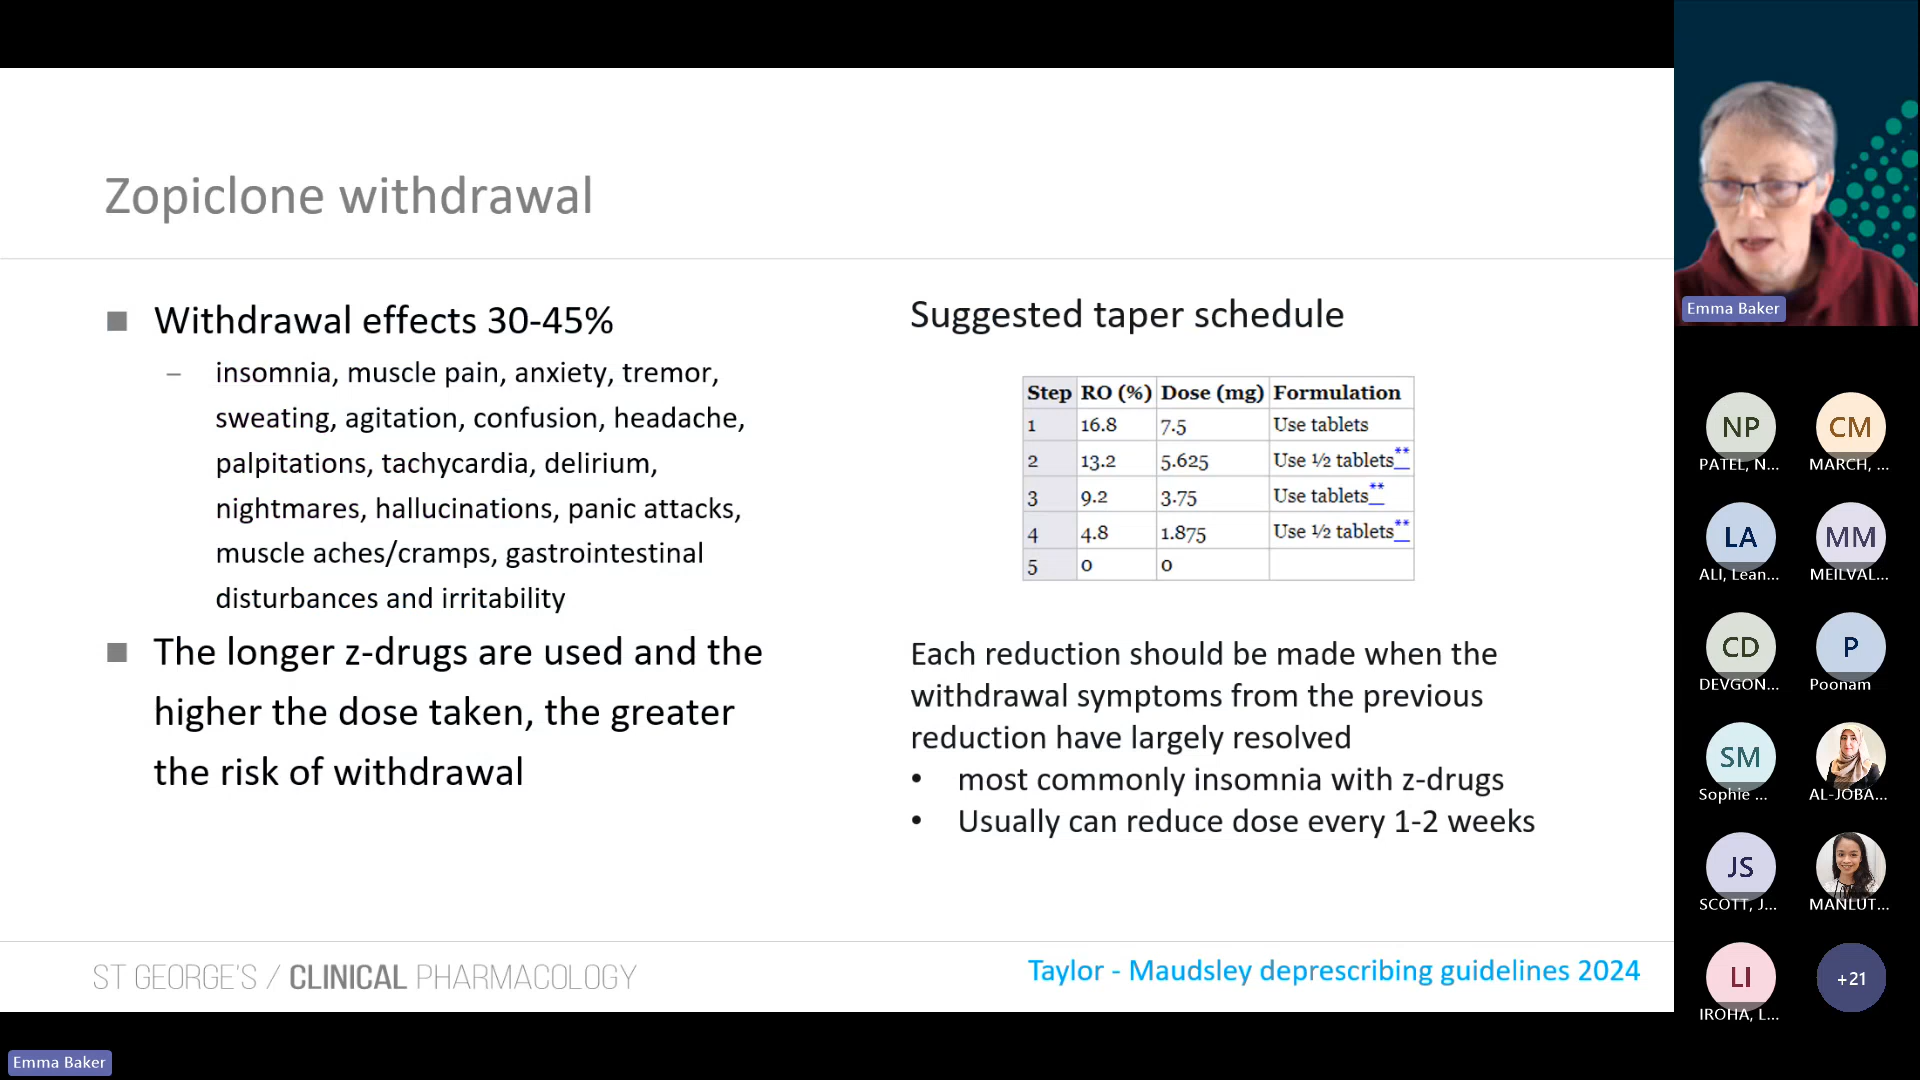 Zopiclone withdrawal
Withdrawal effects 30-45%
– insomnia, muscle pain, anxiety, tremor,
sweating, agitation, confusion, headache,
palpitations, tachycardia, delirium,
nightmares, hallucinations, panic attacks,
muscle aches/cramps, gastrointestinal
disturbances and irritability
The longer z-drugs are used and the
higher the dose taken, the greater
the risk of withdrawal
Suggested taper schedule
Step RO (%) Dose (mg) Formulation
1 16.8 7.5 Use tablets
2 13.2 5.625 Use ½ tablets**
3 9.2 3.75 Use tablets**
4 4.8 1.875 Use ½ tablets**
5 0 0
Each reduction should be made when the
withdrawal symptoms from the previous
reduction have largely resolved
• most commonly insomnia with z-drugs
• Usually can reduce dose every 1-2 weeks
ST GEORGE'S / CLINICAL PHARMACOLOGY
Taylor - Maudsley deprescribing guidelines 2024
Emma Baker
Emma Baker
NP CM
PATEL, N... MARCH, ...
LA MM
ALI, Lean... MEILVAL...
CD P
DEVGON... Poonam
SM
Sophie ... AL-JOBA...
JS
SCOTT, J... MANLUT...
LI +21
IROHA, L...